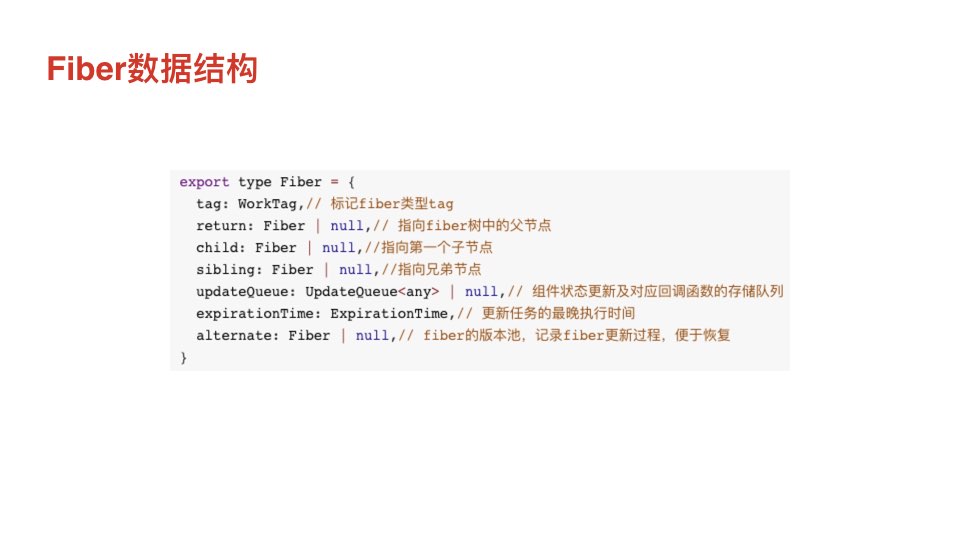 Fiber数据结构
export type Fiber = {
  tag: WorkTag,// 标记fiber类型tag
  return: Fiber | null,// 指向fiber树中的父节点
  child: Fiber | null,//指向第一个子节点
  sibling: Fiber | null,//指向兄弟节点
  updateQueue: UpdateQueue<any> | null,// 组件状态更新及对应回调函数的存储队列
  expirationTime: ExpirationTime,// 更新任务的最晚执行时间
  alternate: Fiber | null,// fiber的版本池，记录fiber更新过程，便于恢复
}